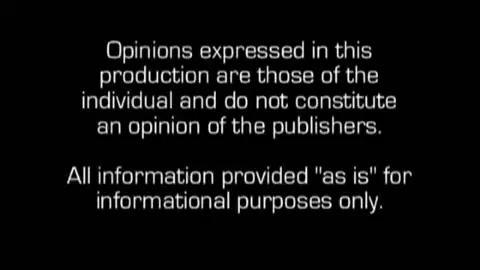 Opinions expressed in this
production are those of the
individual and do not constitute
an opinion of the publishers.
All information provided "as is" for
informational purposes only.